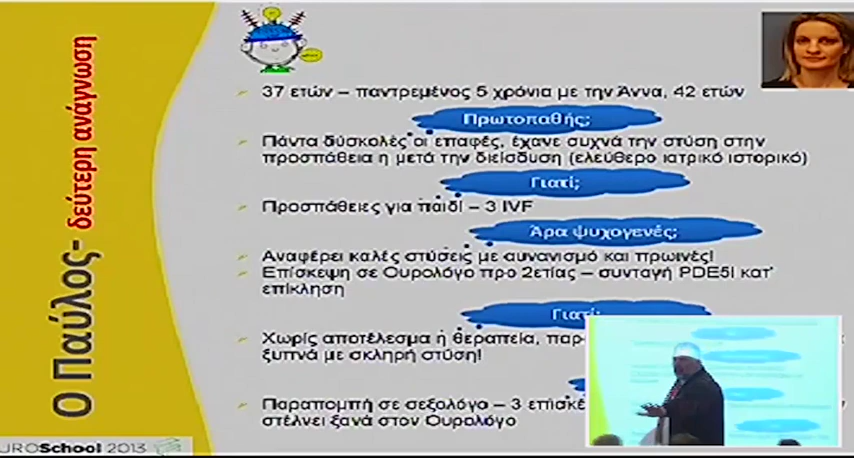 Ο Παύλος- δεύτερη ανάγνωση
37 ετών – παντρεμένος 5 χρόνια με την Άννα, 42 ετών
Πρωτοπαθής;
Πάντα δύσκολές οι επαφές, έχανε συχνά την στύση στην
προσπάθεια η μετά την διείσδυση (ελεύθερο ιατρικό ιστορικό)
Γιατί;
Προσπάθειες για παιδί – 3 IVF
Άρα ψυχογενές;
Αναφέρει καλές στύσεις με αυνανισμό και πρωινές!
Επίσκεψη σε Ουρολόγο προ 2ετίας – συνταγή PDE5I κατ'
επίκληση
Γιατί;
Χωρίς αποτέλεσμα η θεραπεία,
ξυπνά με σκληρή στύση!
Παραπομπή σε σεξολόγο – 3
στέλνει ξανά στον Ουρολόγο
UROSchool 2013